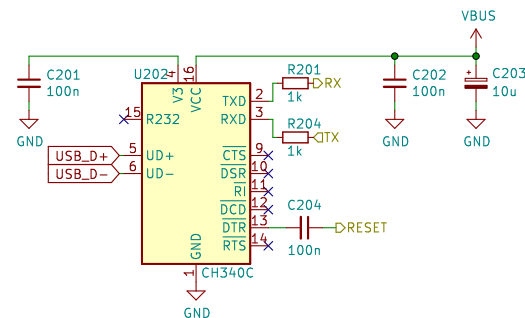 VBUS
C201
100n
GND
U202
4
16
V3
VCC
15
R232
TXD
2
RXD
3
R201
1k
RX
R204
1k
TX
C202
100n
GND
C203
10u
GND
+
USB_D+
5
UD+
USB_D-
6
UD-
CTS
9
DSR
10
RI
11
DCD
12
DTR
13
RTS
14
C204
100n
RESET
GND
1
CH340C
GND